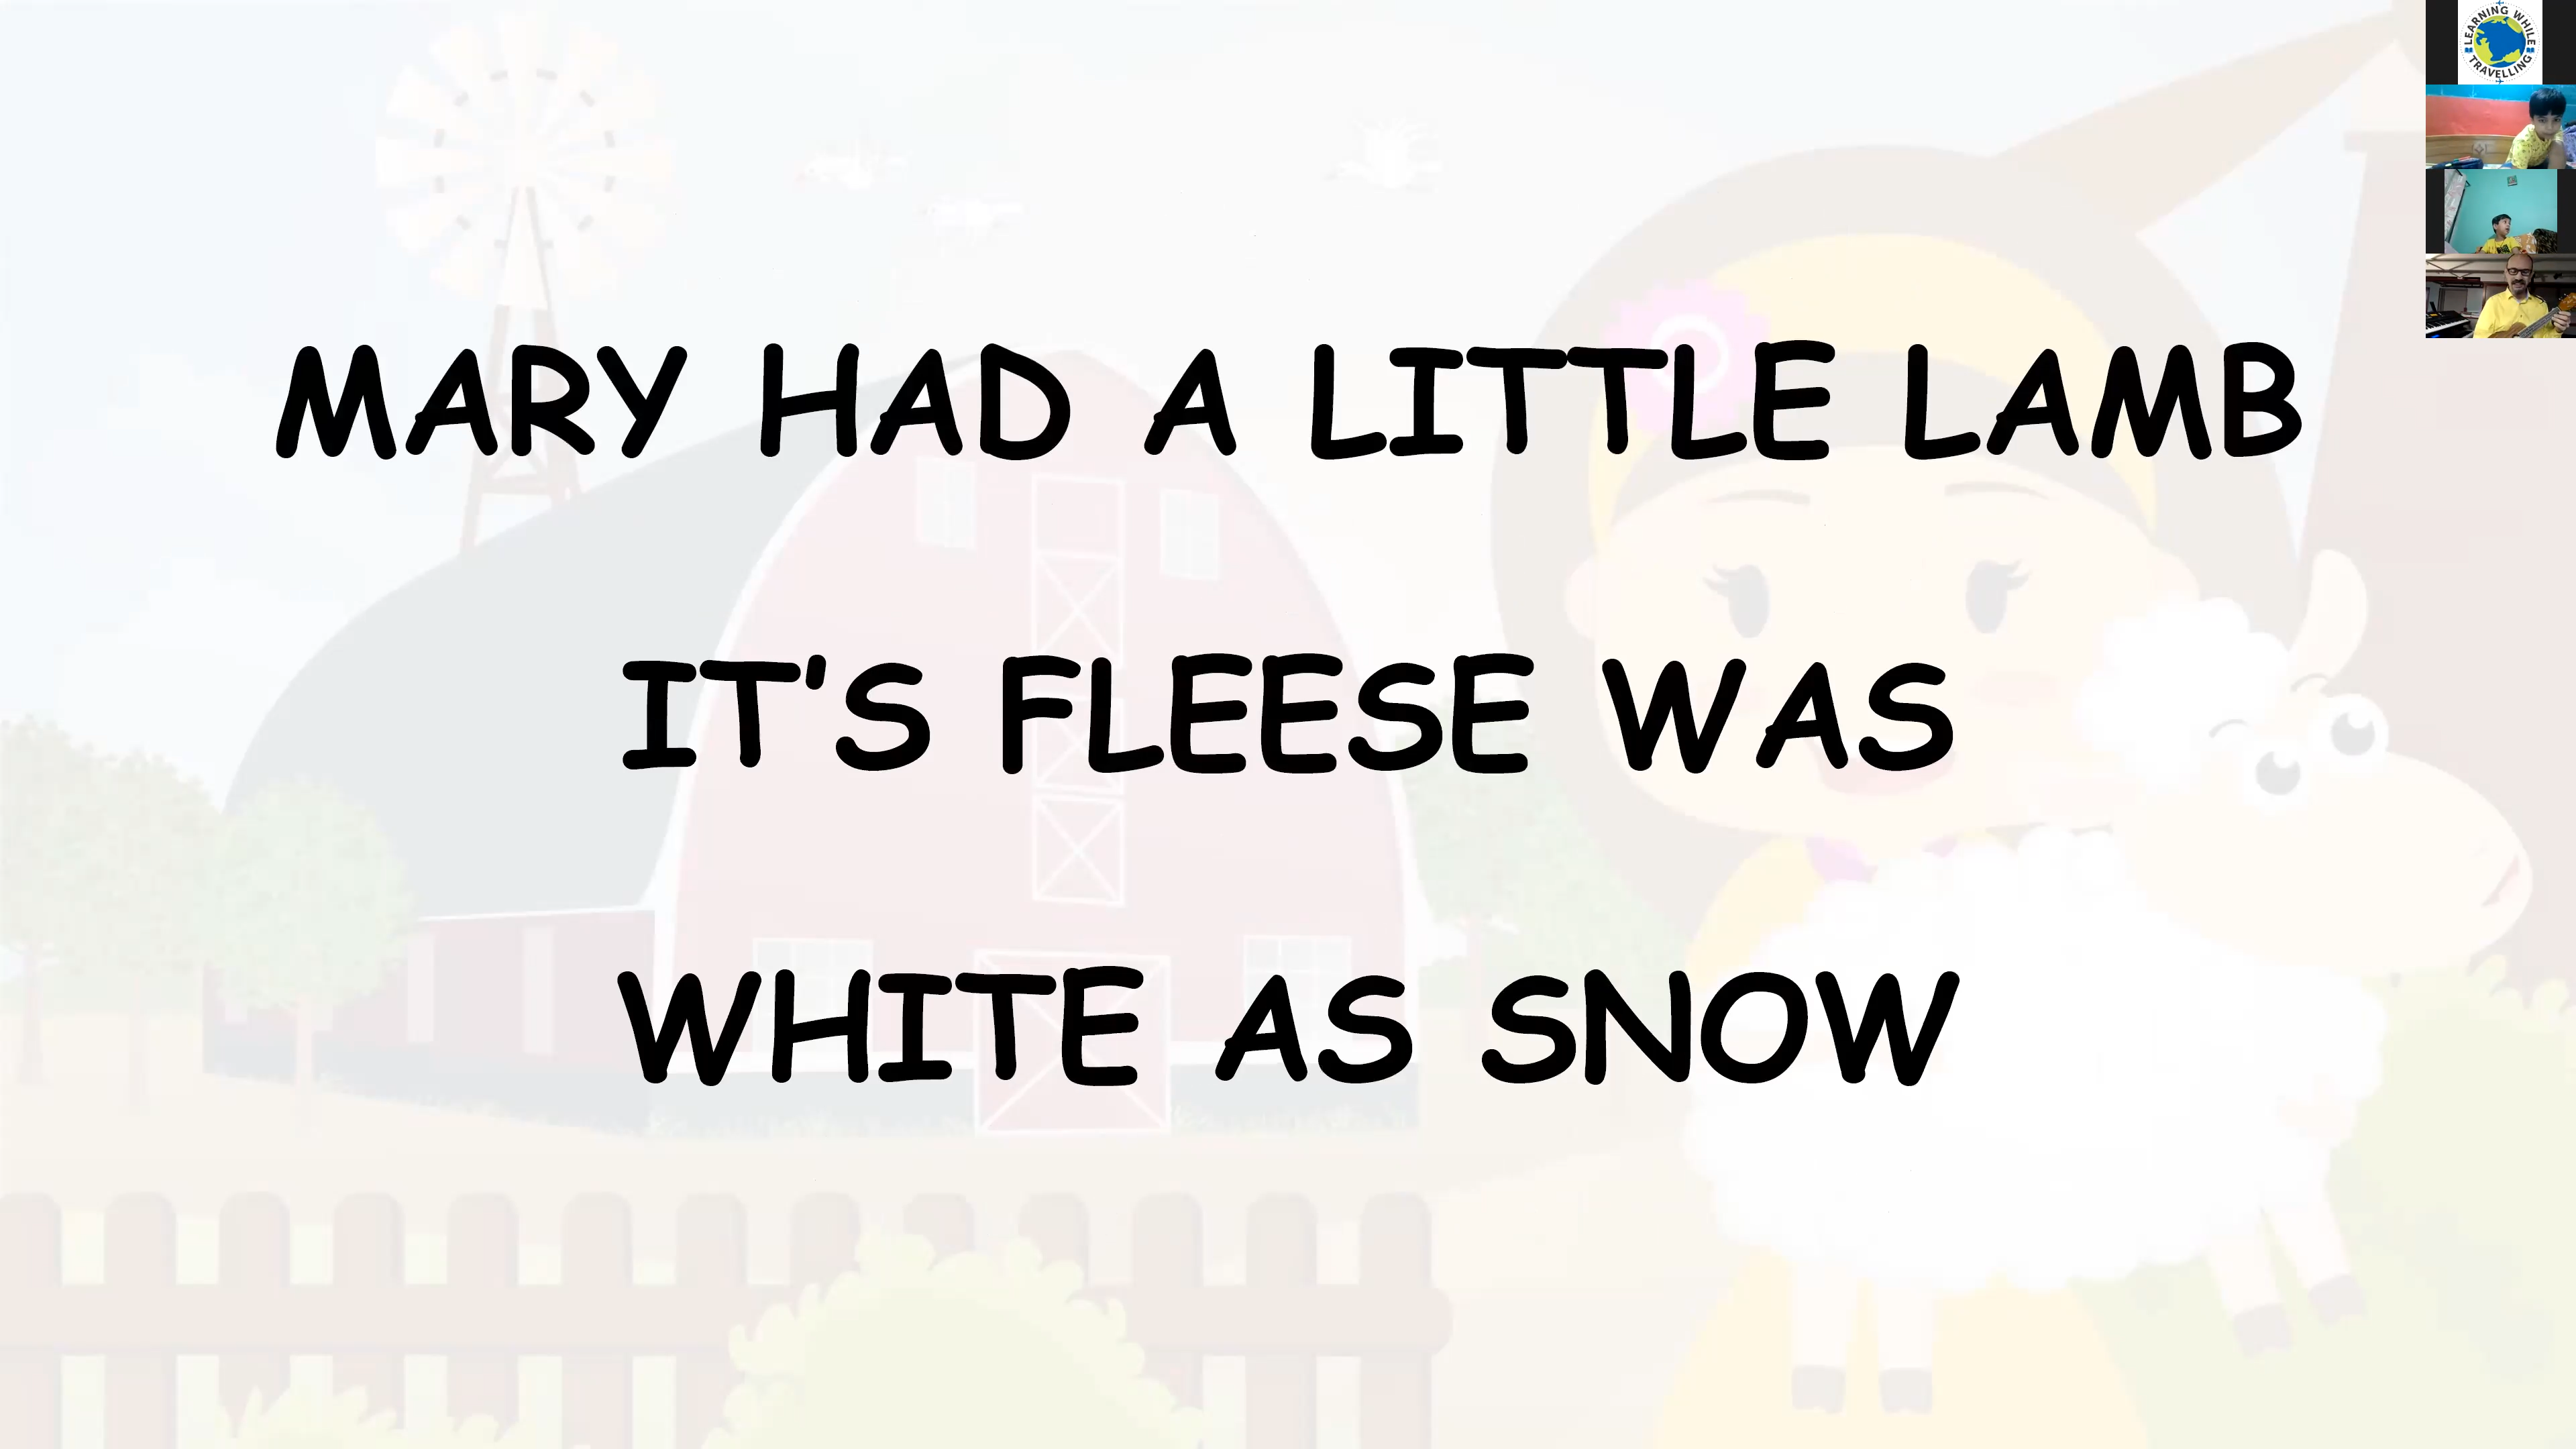 MARY HAD A LITTLE LAMB
IT'S FLEESE WAS
WHITE AS SNOW
LEARNING WHILE
TRAVELLING